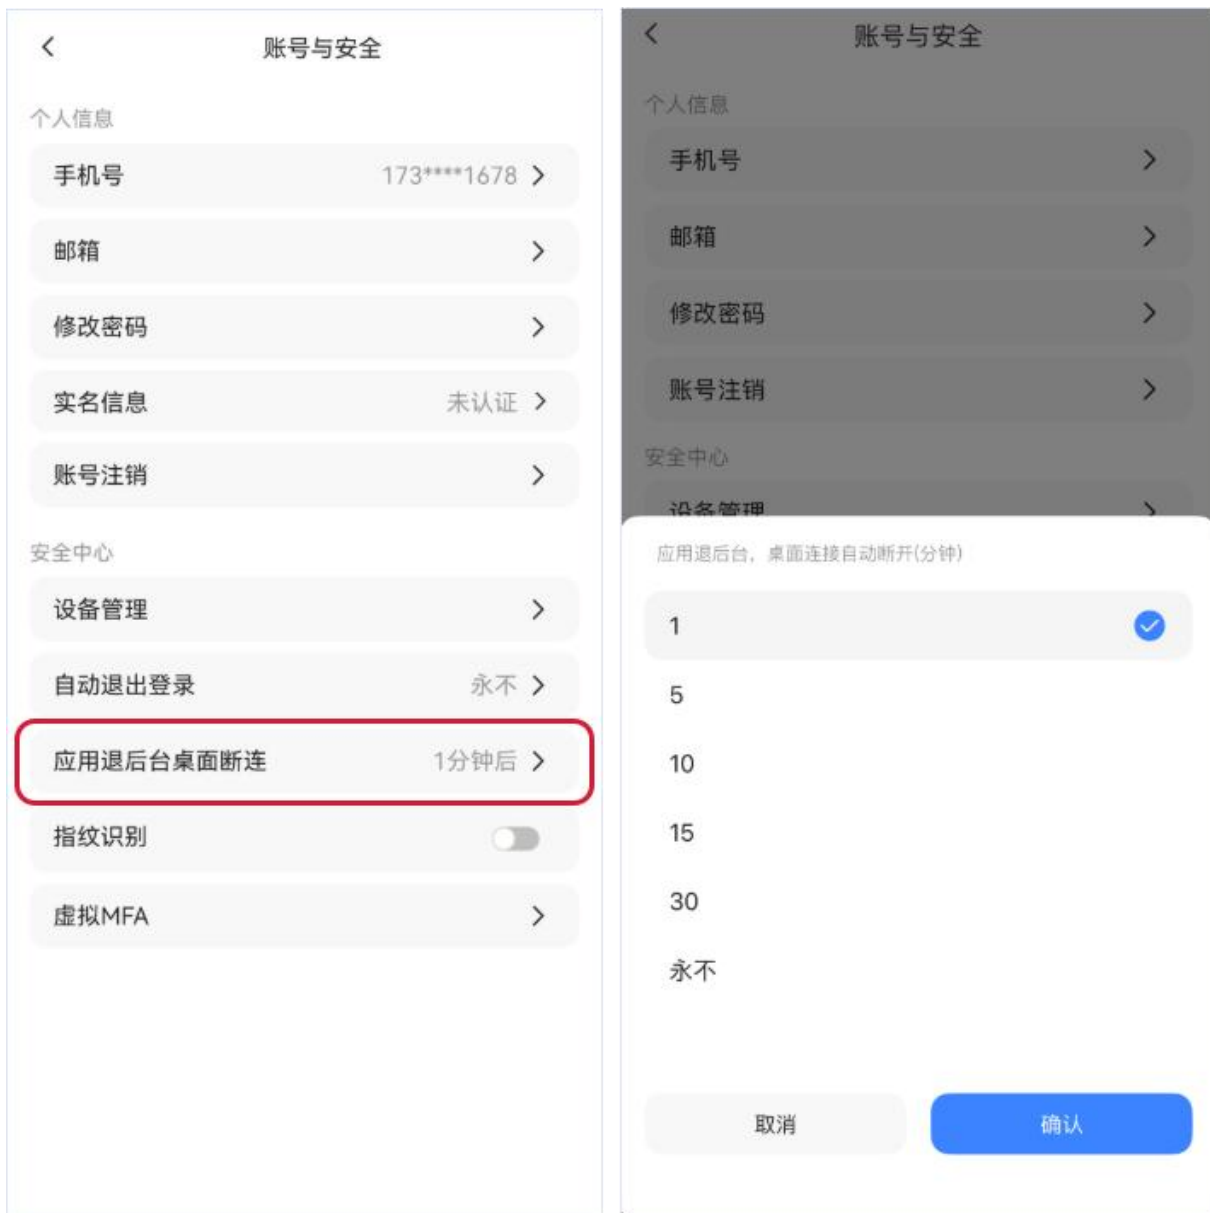 账号与安全
个人信息
手机号 173****1678
邮箱
修改密码
实名信息 未认证
账号注销
安全中心
设备管理
自动退出登录 永不
应用退后台桌面断连 1分钟后
指纹识别
虚拟MFA
账号与安全
个人信息
手机号
邮箱
修改密码
账号注销
安全中心
设备管理
应用退后台，桌面连接自动断开(分钟)
1
5
10
15
30
永不
取消 确认